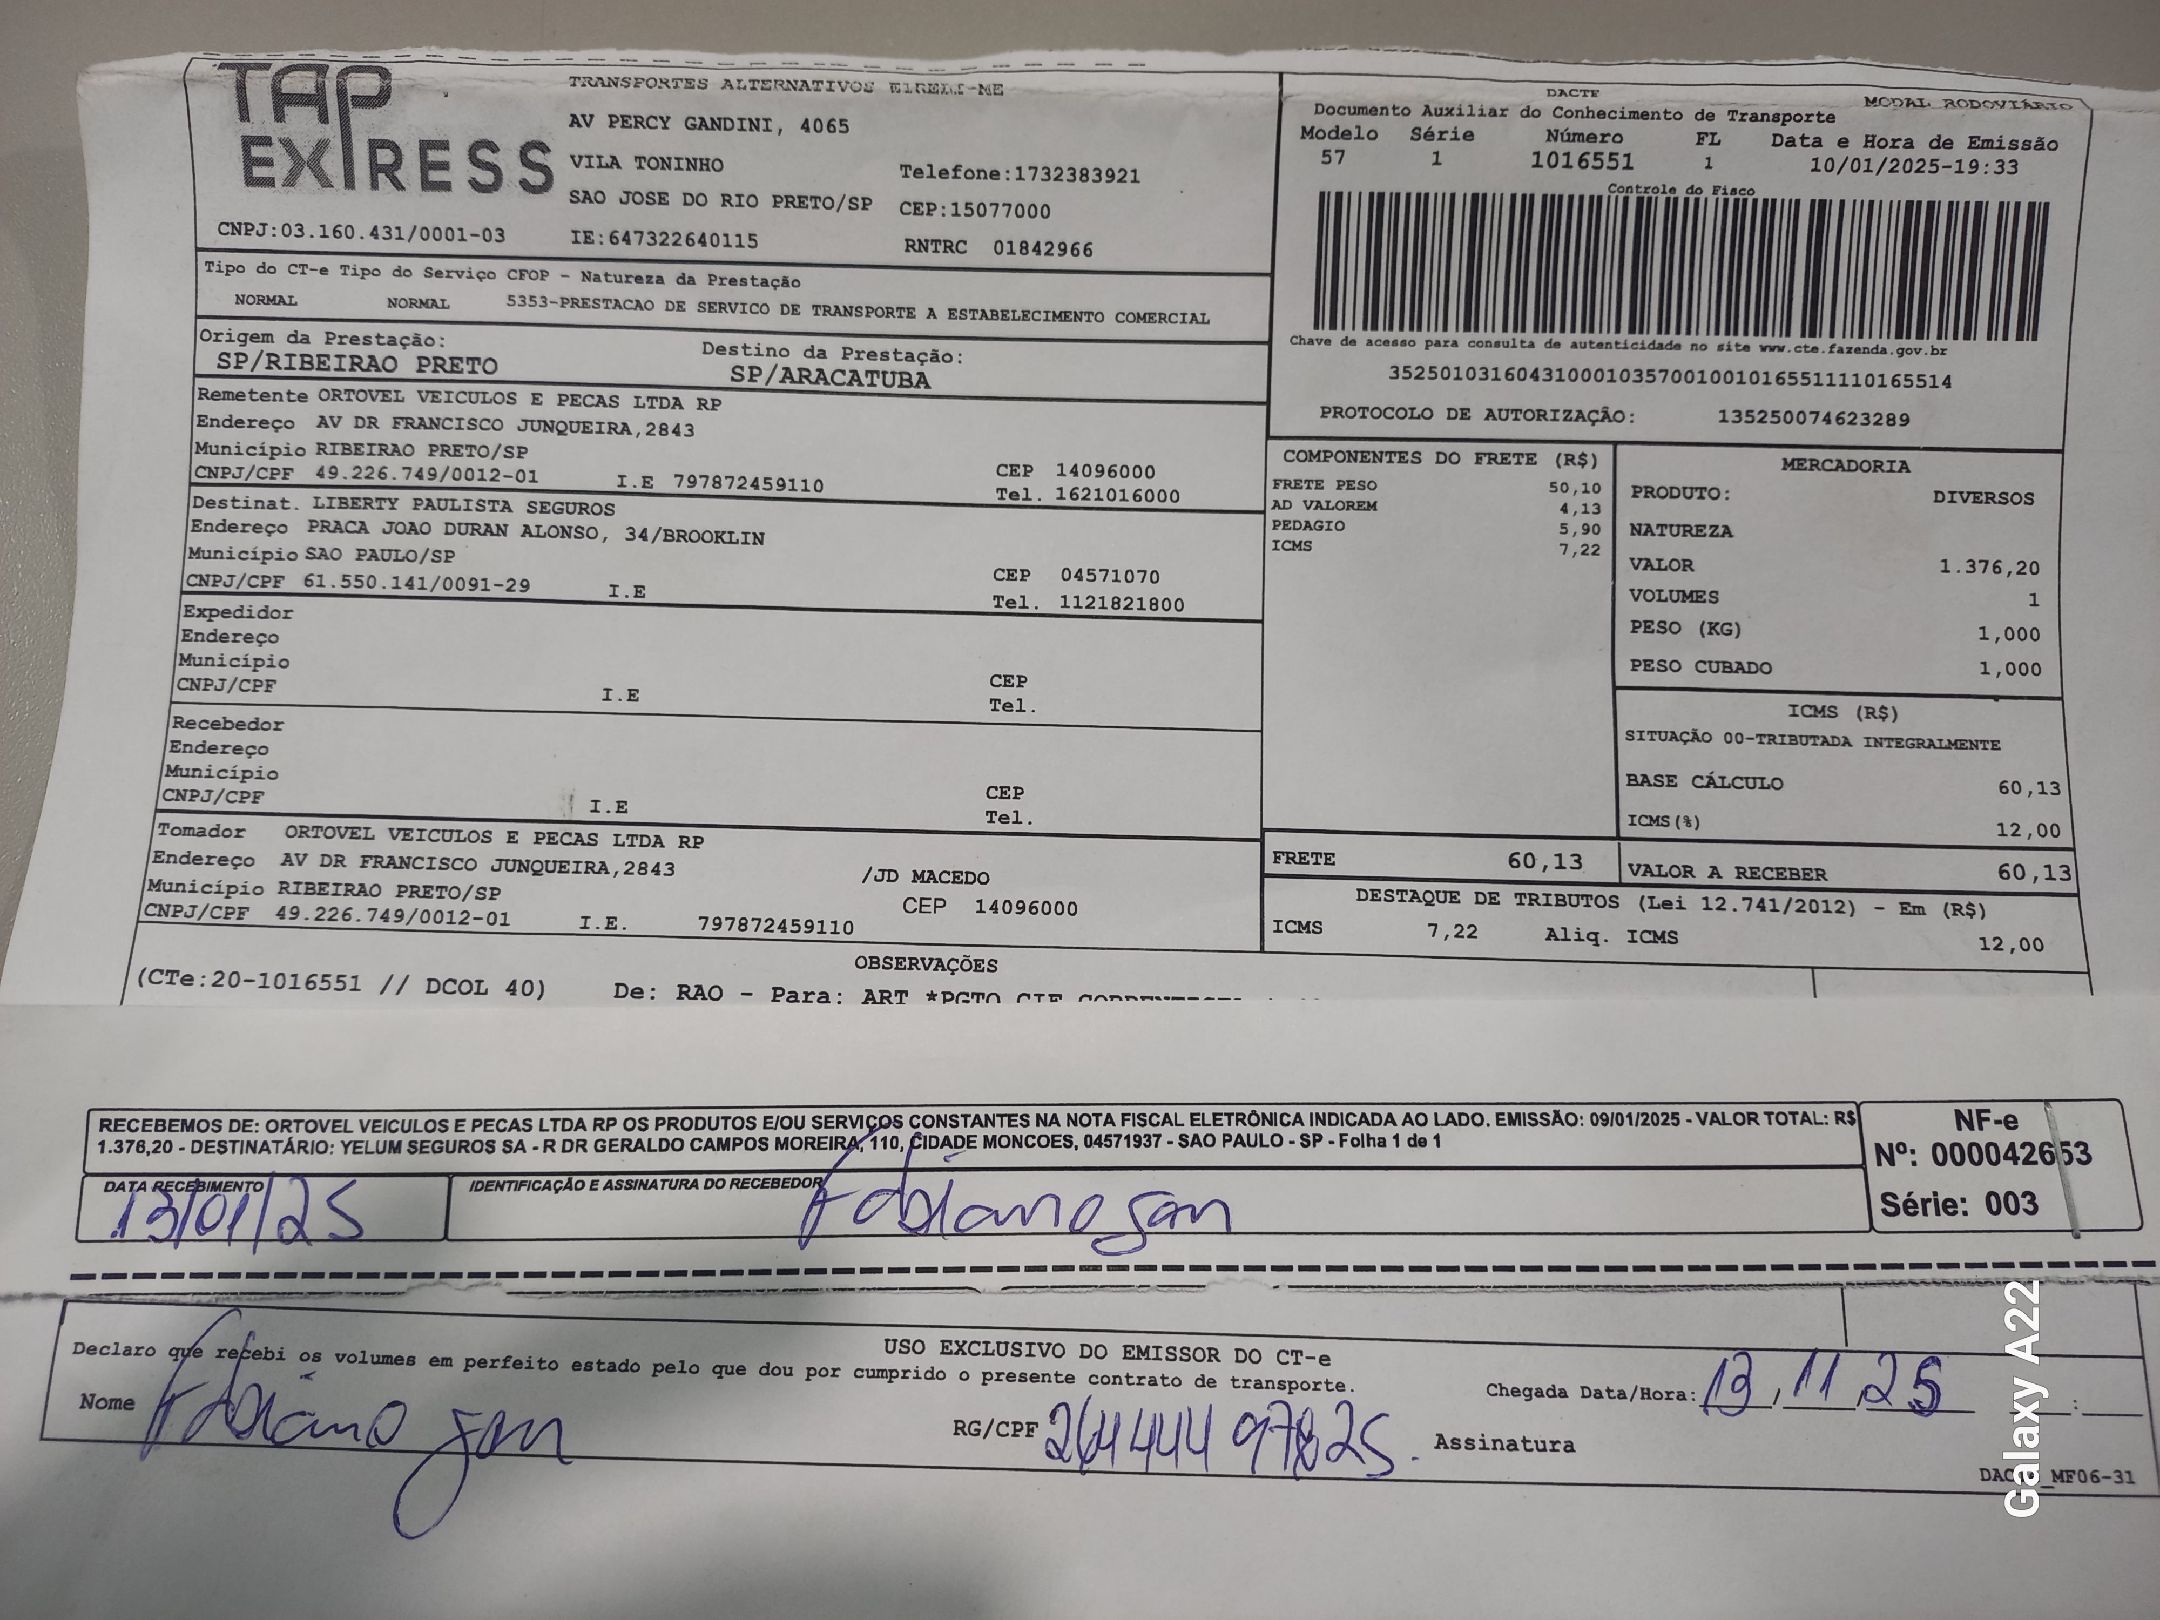 TAP EXPRESS
TRANSPORTES ALTERNATIVOS EIRELI-ME
AV PERCY GANDINI, 4065
VILA TONINHO
Telefone:1732383921
SAO JOSE DO RIO PRETO/SP CEP:15077000
CNPJ:03.160.431/0001-03 IE:647322640115 RNTRC 01842966
DACTE MODAL RODOVIÁRIO
Documento Auxiliar do Conhecimento de Transporte
Modelo Série Número FL Data e Hora de Emissão
57 1 1016551 1 10/01/2025-19:33
Controle do Fisco
Chave de acesso para consulta de autenticidade no site www.cte.fazenda.gov.br
35250103160431000103570010010165511110165514
PROTOCOLO DE AUTORIZAÇÃO: 135250074623289
Tipo do CT-e Tipo do Serviço CFOP - Natureza da Prestação
NORMAL NORMAL 5353-PRESTACAO DE SERVICO DE TRANSPORTE A ESTABELECIMENTO COMERCIAL
Origem da Prestação: Destino da Prestação:
SP/RIBEIRAO PRETO SP/ARACATUBA
Remetente ORTOVEL VEICULOS E PECAS LTDA RP
Endereço AV DR FRANCISCO JUNQUEIRA,2843
Município RIBEIRAO PRETO/SP CEP 14096000
CNPJ/CPF 49.226.749/0012-01 I.E 797872459110 Tel. 1621016000
Destinat. LIBERTY PAULISTA SEGUROS
Endereço PRACA JOAO DURAN ALONSO, 34/BROOKLIN
Município SAO PAULO/SP CEP 04571070
CNPJ/CPF 61.550.141/0091-29 I.E Tel. 1121821800
Expedidor
Endereço
Município CEP
CNPJ/CPF I.E Tel.
Recebedor
Endereço
Município CEP
CNPJ/CPF I.E Tel.
Tomador ORTOVEL VEICULOS E PECAS LTDA RP
Endereço AV DR FRANCISCO JUNQUEIRA,2843 /JD MACEDO
Município RIBEIRAO PRETO/SP CEP 14096000
CNPJ/CPF 49.226.749/0012-01 I.E. 797872459110
COMPONENTES DO FRETE (R$)
FRETE PESO 50,10
AD VALOREM 4,13
PEDAGIO 5,90
ICMS 7,22
MERCADORIA
PRODUTO: DIVERSOS
NATUREZA
VALOR 1.376,20
VOLUMES 1
PESO (KG) 1,000
PESO CUBADO 1,000
ICMS (R$)
SITUAÇÃO 00-TRIBUTADA INTEGRALMENTE
BASE CÁLCULO 60,13
ICMS(%) 12,00
FRETE 60,13 VALOR A RECEBER 60,13
DESTAQUE DE TRIBUTOS (Lei 12.741/2012) - Em (R$)
ICMS 7,22 Aliq. ICMS 12,00
OBSERVAÇÕES
(CTe:20-1016551 // DCOL 40) De: RAO - Para: ART *PGTO CIF
RECEBEMOS DE: ORTOVEL VEICULOS E PECAS LTDA RP OS PRODUTOS E/OU SERVIÇOS CONSTANTES NA NOTA FISCAL ELETRÔNICA INDICADA AO LADO. EMISSÃO: 09/01/2025 - VALOR TOTAL: R$
1.376,20 - DESTINATÁRIO: YELUM SEGUROS SA - R DR GERALDO CAMPOS MOREIRA, 110, CIDADE MONCOES, 04571937 - SAO PAULO - SP - Folha 1 de 1
NF-e
Nº: 000042653
Série: 003
DATA RECEBIMENTO IDENTIFICAÇÃO E ASSINATURA DO RECEBEDOR
13/01/25 Fabiano
USO EXCLUSIVO DO EMISSOR DO CT-e
Declaro que recebi os volumes em perfeito estado pelo que dou por cumprido o presente contrato de transporte.
Chegada Data/Hora: 13, 11, 25 :
Nome Fabiano RG/CPF 26444497825. Assinatura
MF06-31
Galaxy A22